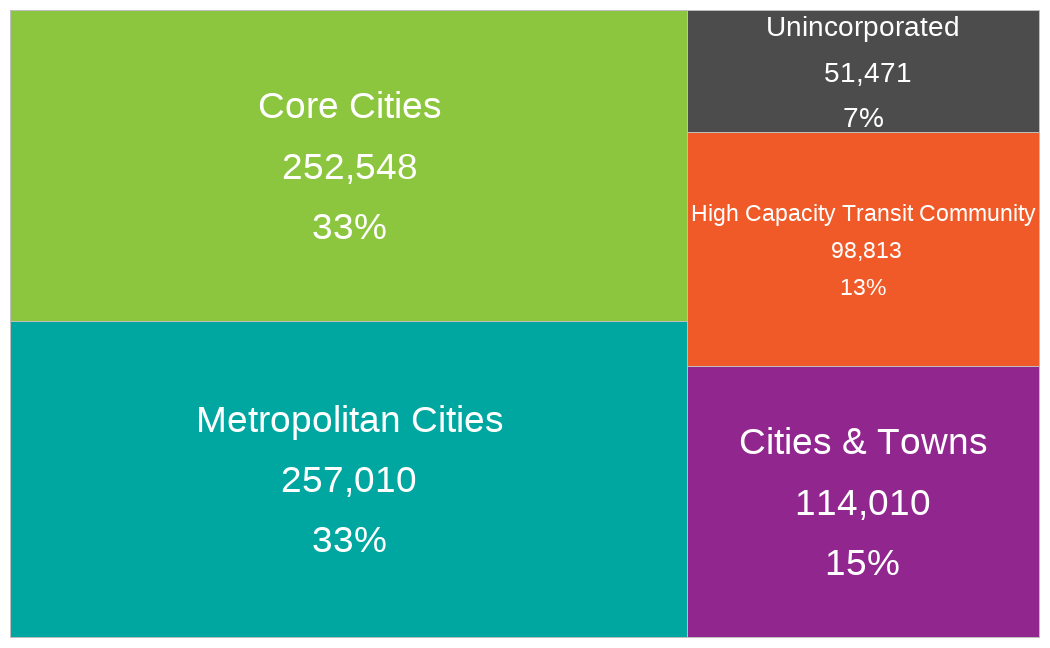 Core Cities
252,548
33%
Metropolitan Cities
257,010
33%
Unincorporated
51,471
7%
High Capacity Transit Community
98,813
13%
Cities & Towns
114,010
15%